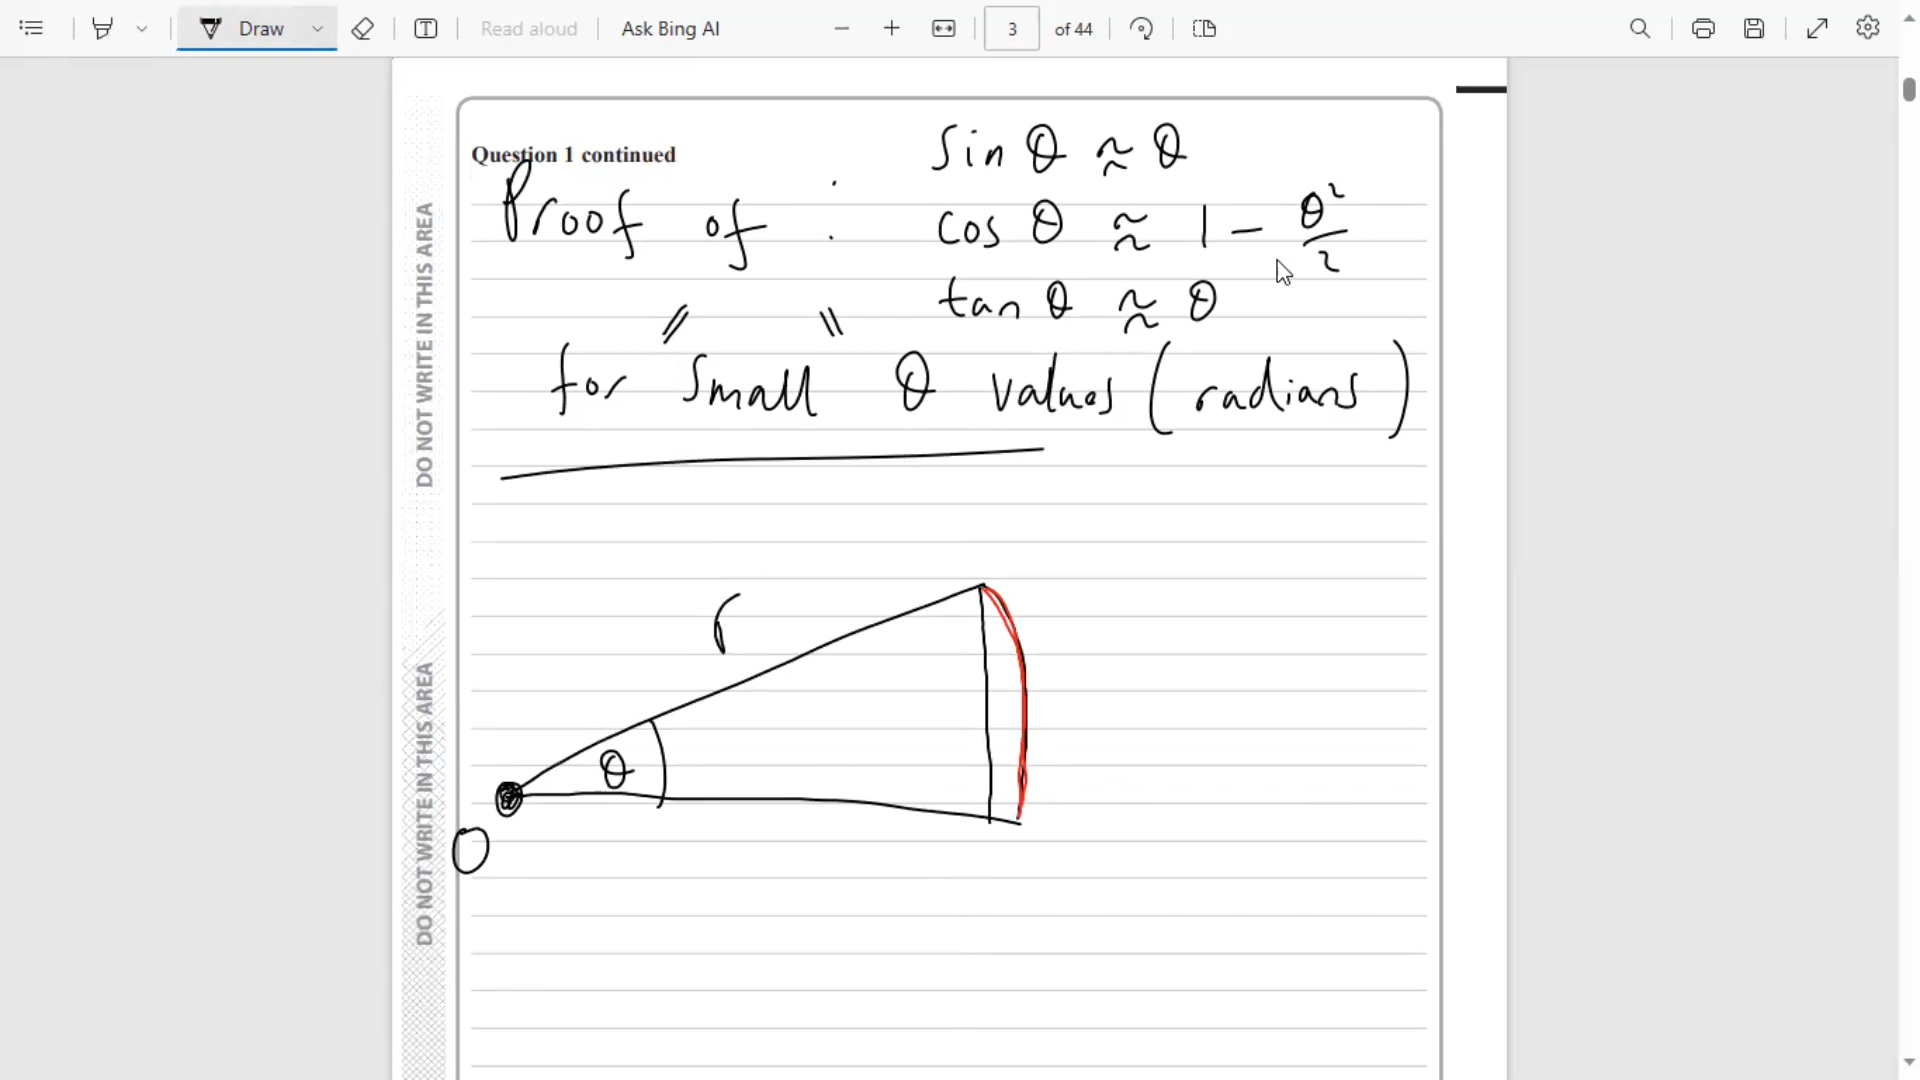 Draw
Read aloud
Ask Bing AI
3 of 44
Question 1 continued
sin θ ≈ θ
Proof of : cos θ ≈ 1 - θ²/2
tan θ ≈ θ
for "small" θ values (radians)
r
θ
O
DO NOT WRITE IN THIS AREA
DO NOT WRITE IN THIS AREA